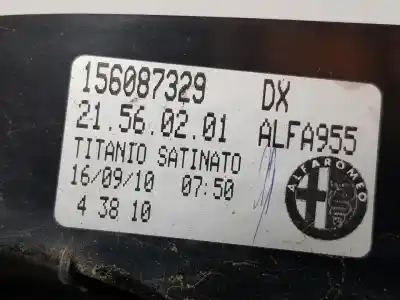 156087329 DX
21.56.02.01 ALFA955
TITANIO SATINATO
16/09/10 07:50
4 38 10
ALFA ROMEO